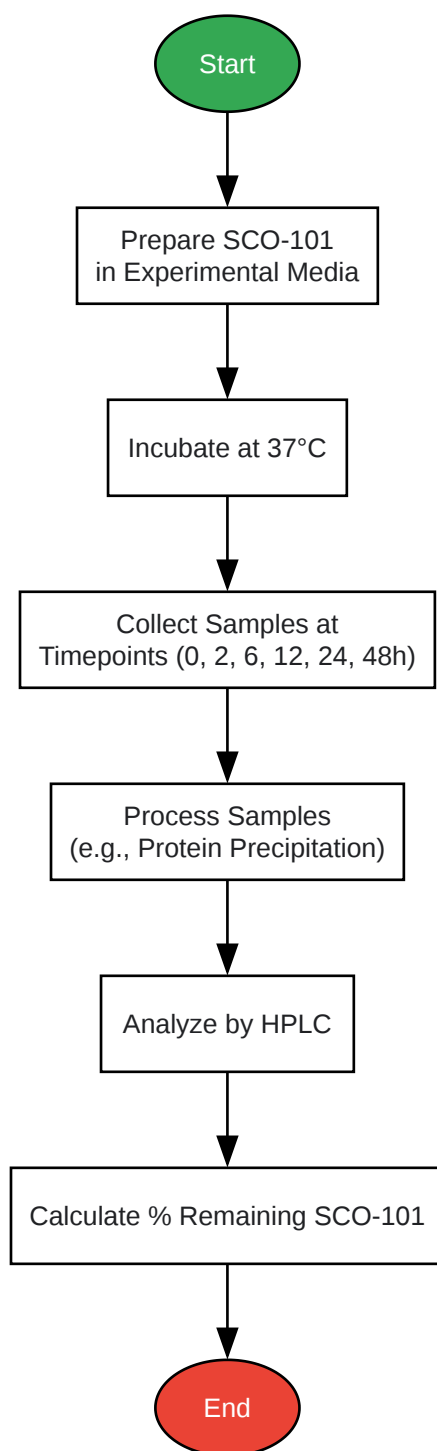 Start
Prepare SCO-101
in Experimental Media
Incubate at 37°C
Collect Samples at
Timepoints (0, 2, 6, 12, 24, 48h)
Process Samples
(e.g., Protein Precipitation)
Analyze by HPLC
Calculate % Remaining SCO-101
End